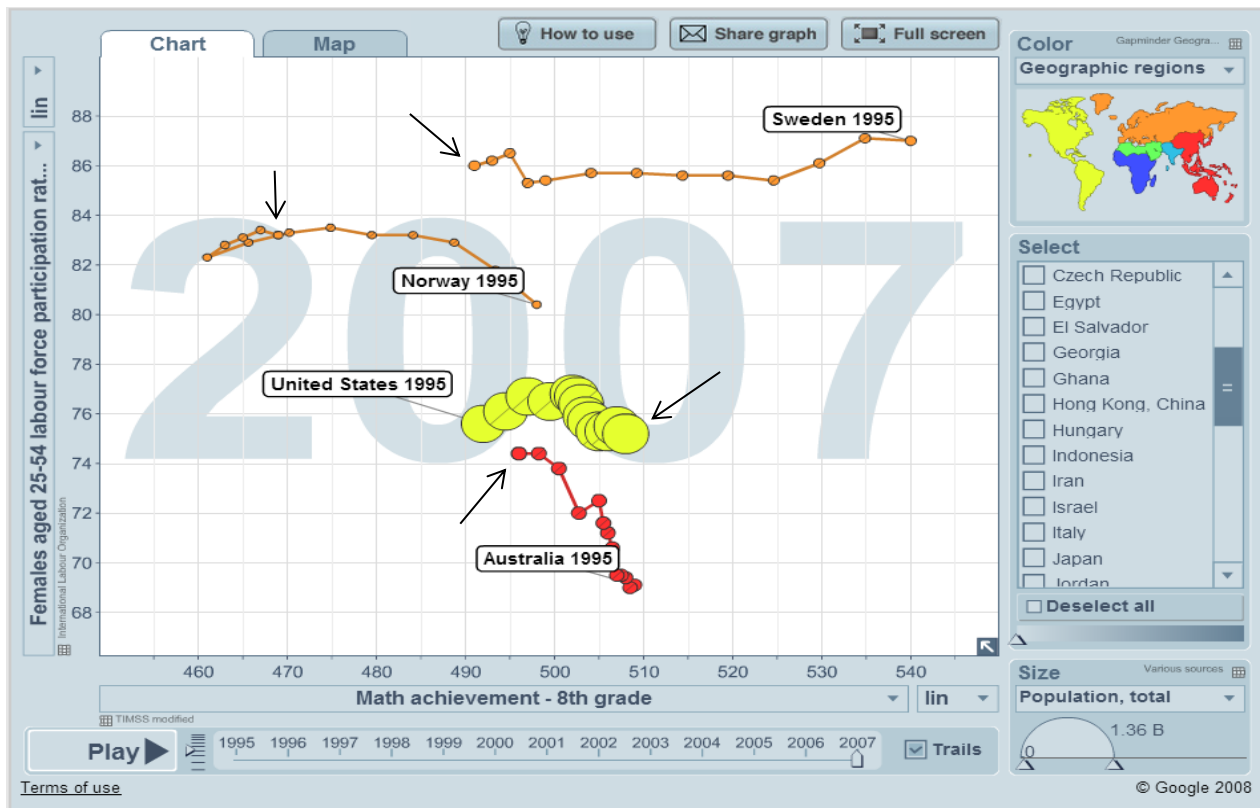 Chart
Map
How to use
Share graph
Full screen
lin
Females aged 25-54 labour force participation rat...
International Labour Organization
88
86
84
82
80
78
76
74
72
70
68
2007
Sweden 1995
Norway 1995
United States 1995
Australia 1995
460 470 480 490 500 510 520 530 540
Math achievement - 8th grade
lin
TIMSS modified
Play
1995 1996 1997 1998 1999 2000 2001 2002 2003 2004 2005 2006 2007
Trails
Terms of use
Color
Gapminder Geogra...
Geographic regions
Select
Czech Republic
Egypt
El Salvador
Georgia
Ghana
Hong Kong, China
Hungary
Indonesia
Iran
Israel
Italy
Japan
Jordan
Deselect all
Size
Various sources
Population, total
1.36 B
0
© Google 2008